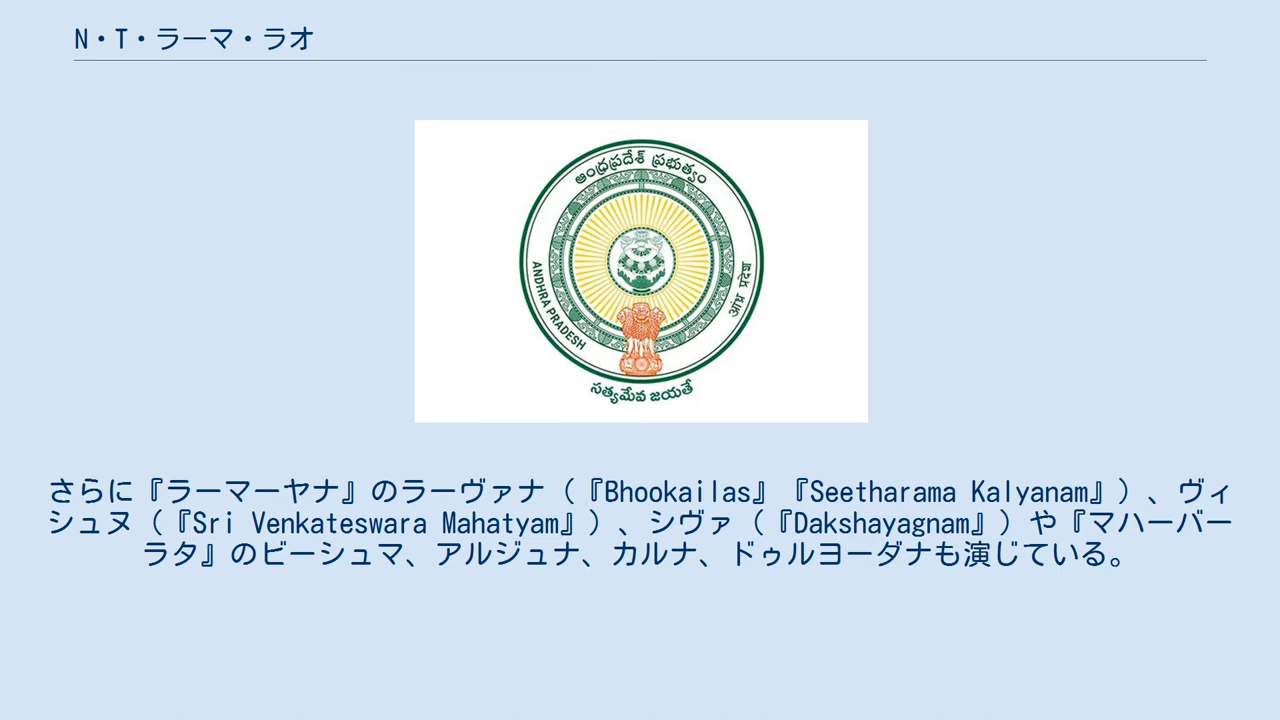 N・T・ラーマ・ラオ
ఆంధ్రప్రదేశ్ ప్రభుత్వం
ANDHRA PRADESH
आंध्र प्रदेश
సత్యమేవ జయతే
さらに『ラーマーヤナ』のラーヴァナ（『Bhookailas』『Seetharama Kalyanam』）、ヴィ
シュヌ（『Sri Venkateswara Mahatyam』）、シヴァ（『Dakshayagnam』）や『マハーバー
ラタ』のビーシュマ、アルジュナ、カルナ、ドゥルヨーダナも演じている。